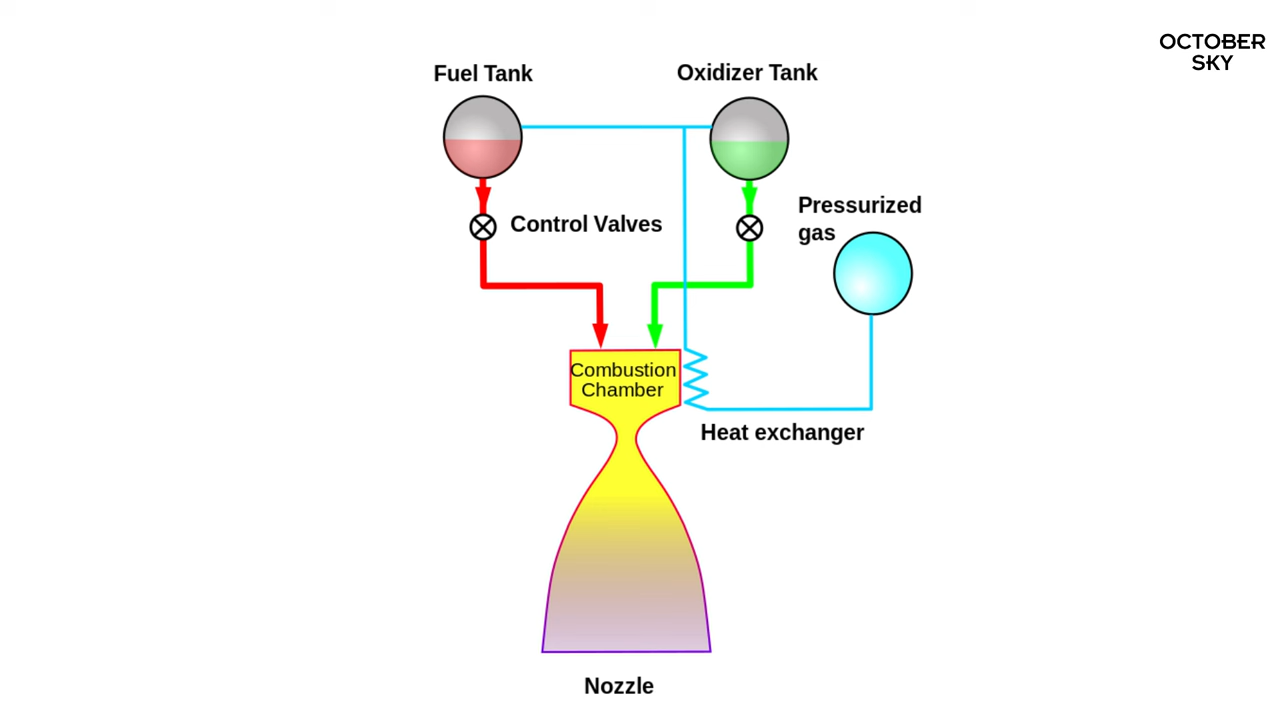 OCTOBER
SKY
Fuel Tank
Oxidizer Tank
Control Valves
Pressurized
gas
Combustion
Chamber
Heat exchanger
Nozzle